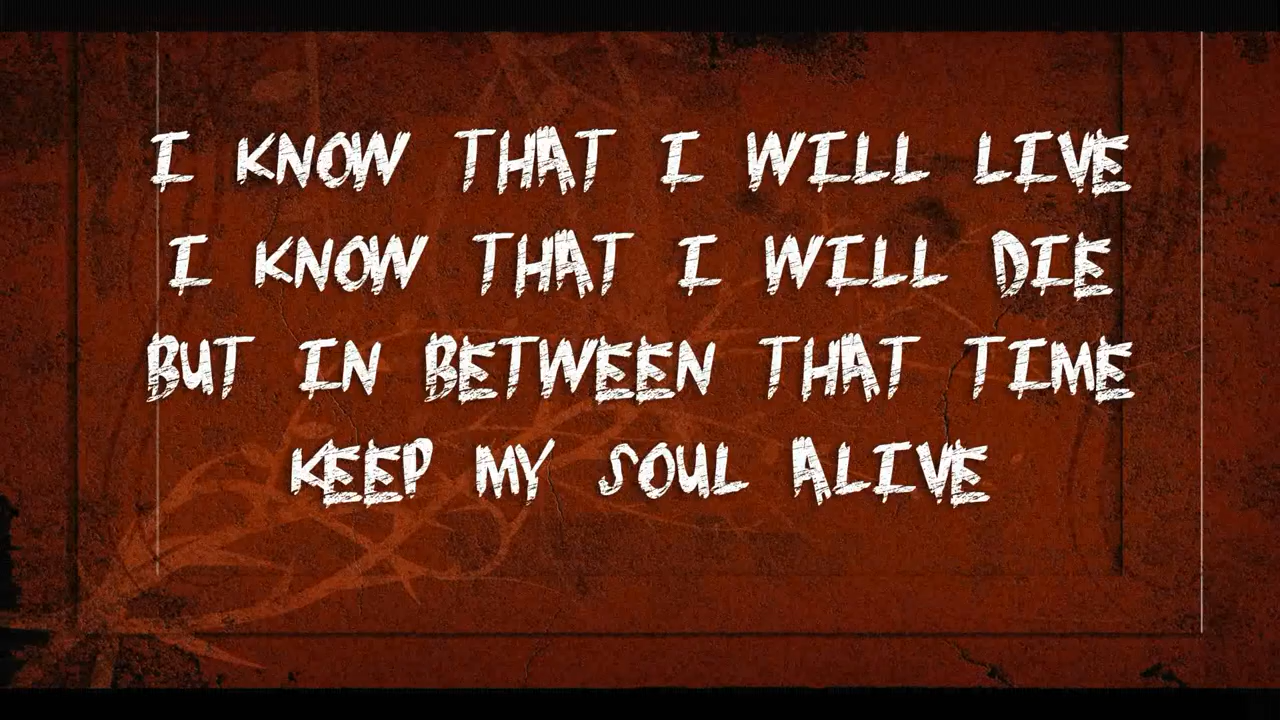 I KNOW THAT I WILL LIVE
I KNOW THAT I WILL DIE
BUT IN BETWEEN THAT TIME
KEEP MY SOUL ALIVE